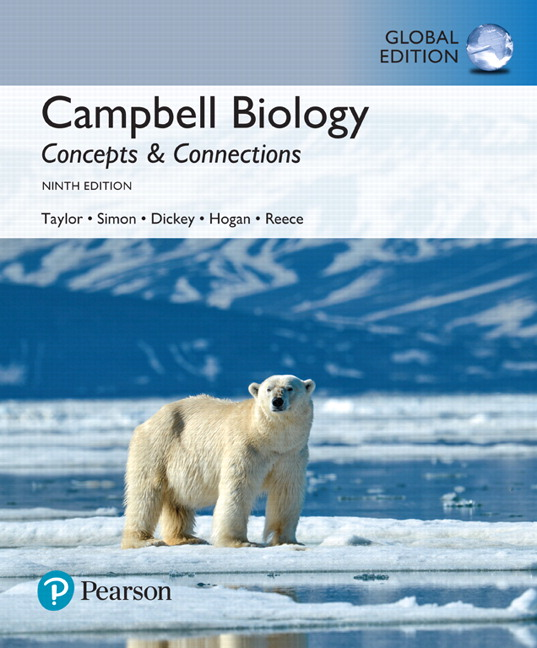 GLOBAL
EDITION
Campbell Biology
Concepts & Connections
NINTH EDITION
Taylor • Simon • Dickey • Hogan • Reece
P Pearson